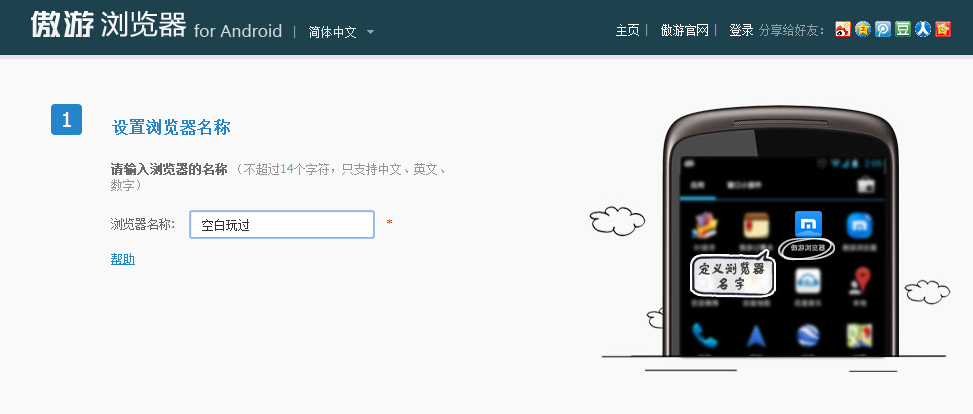 傲游 浏览器 for Android | 简体中文
主页 | 傲游官网 | 登录 分享给好友：
1 设置浏览器名称
请输入浏览器的名称 （不超过14个字符，只支持中文、英文、
数字）
浏览器名称: 空白玩过 *
帮助
2:05
应用
傲游浏览器
定义浏览器
名字